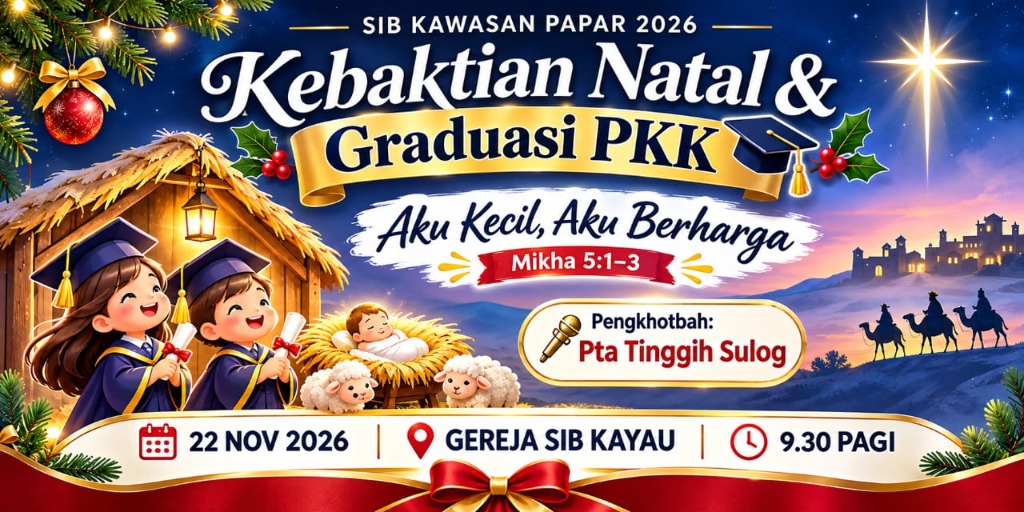 SIB KAWASAN PAPAR 2026
Kebaktian Natal &
Graduasi PKK
Aku Kecil, Aku Berharga
Mikha 5:1–3
Pengkhotbah:
Pta Tinggih Sulog
22 NOV 2026
GEREJA SIB KAYAU
9.30 PAGI